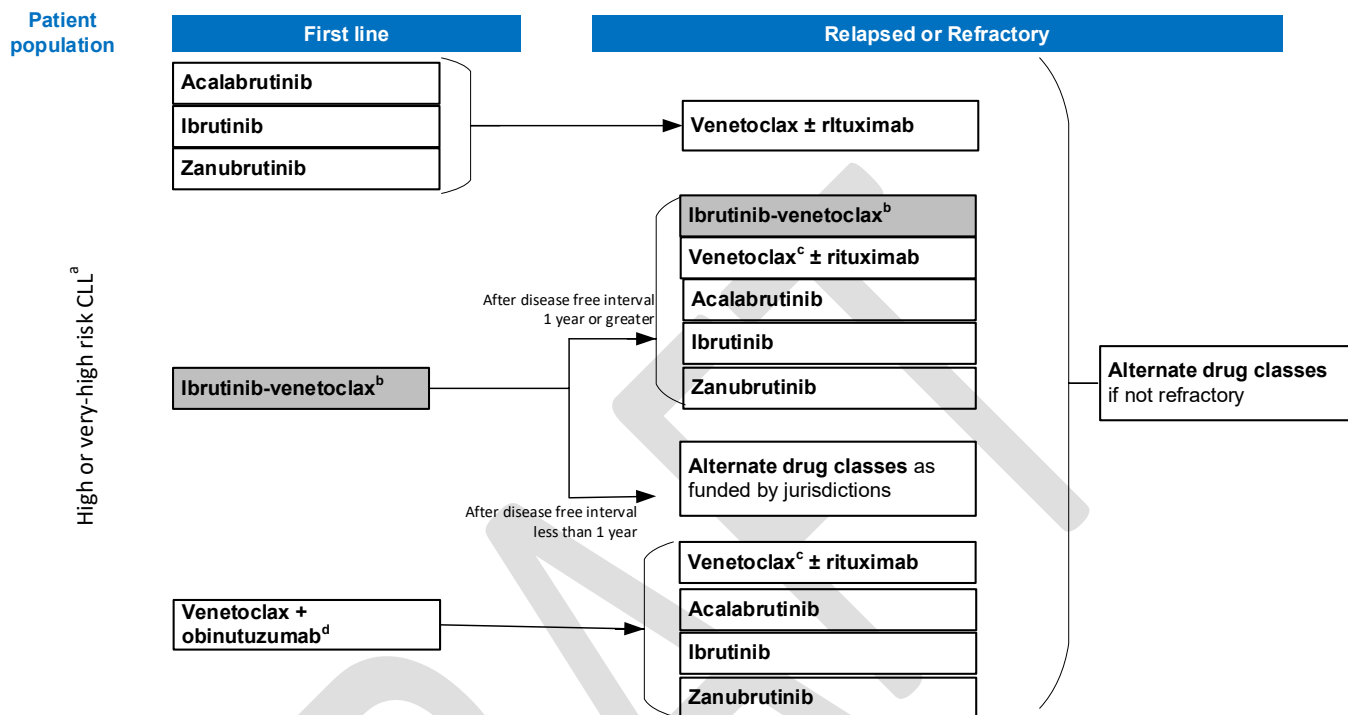 Patient
population
First line
Relapsed or Refractory
Acalabrutinib
Ibrutinib
Zanubrutinib
Venetoclax ± rItuximab
High or very-high risk CLLa
Ibrutinib-venetoclaxb
After disease free interval
1 year or greater
Ibrutinib-venetoclaxb
Venetoclaxc ± rituximab
Acalabrutinib
Ibrutinib
Zanubrutinib
After disease free interval
less than 1 year
Alternate drug classes as
funded by jurisdictions
Venetoclax +
obinutuzumabd
Venetoclaxc ± rituximab
Acalabrutinib
Ibrutinib
Zanubrutinib
Alternate drug classes
if not refractory
DRAFT